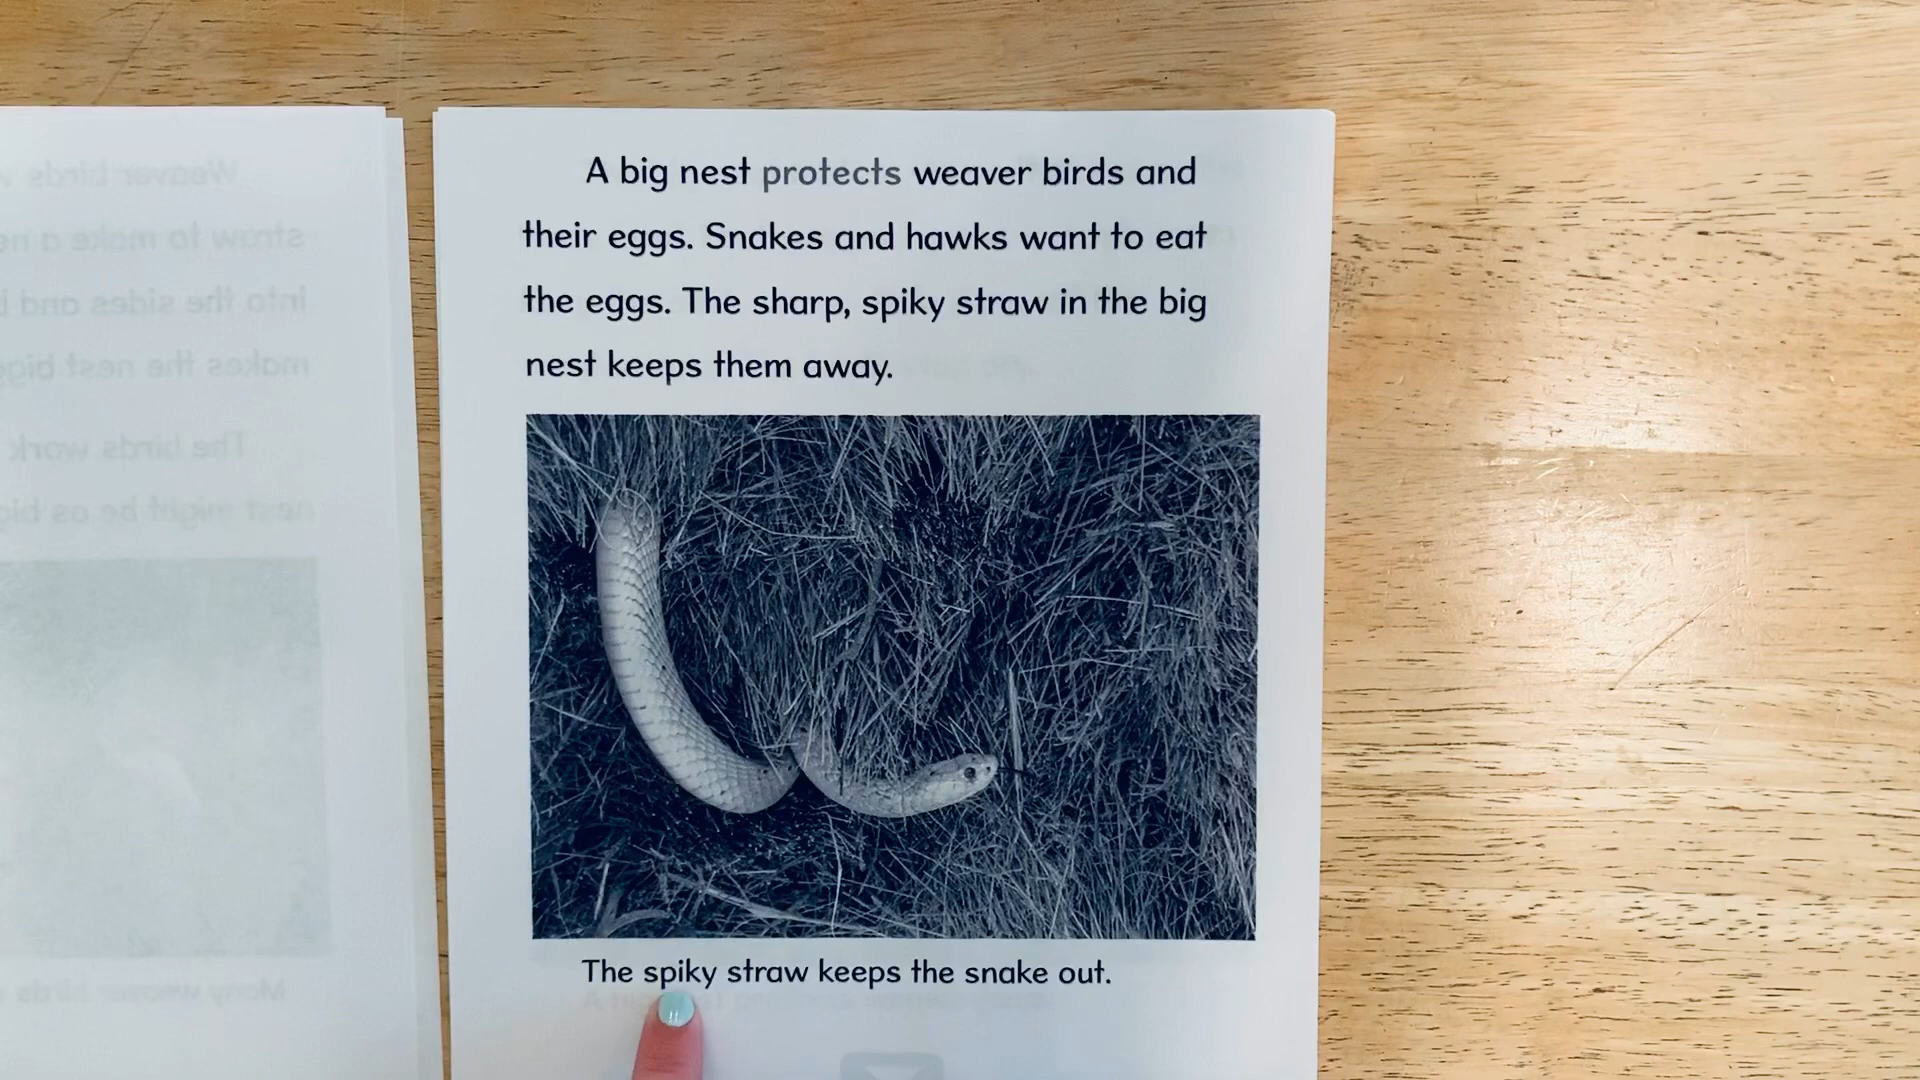 A big nest protects weaver birds and
their eggs. Snakes and hawks want to eat
the eggs. The sharp, spiky straw in the big
nest keeps them away.
The spiky straw keeps the snake out.